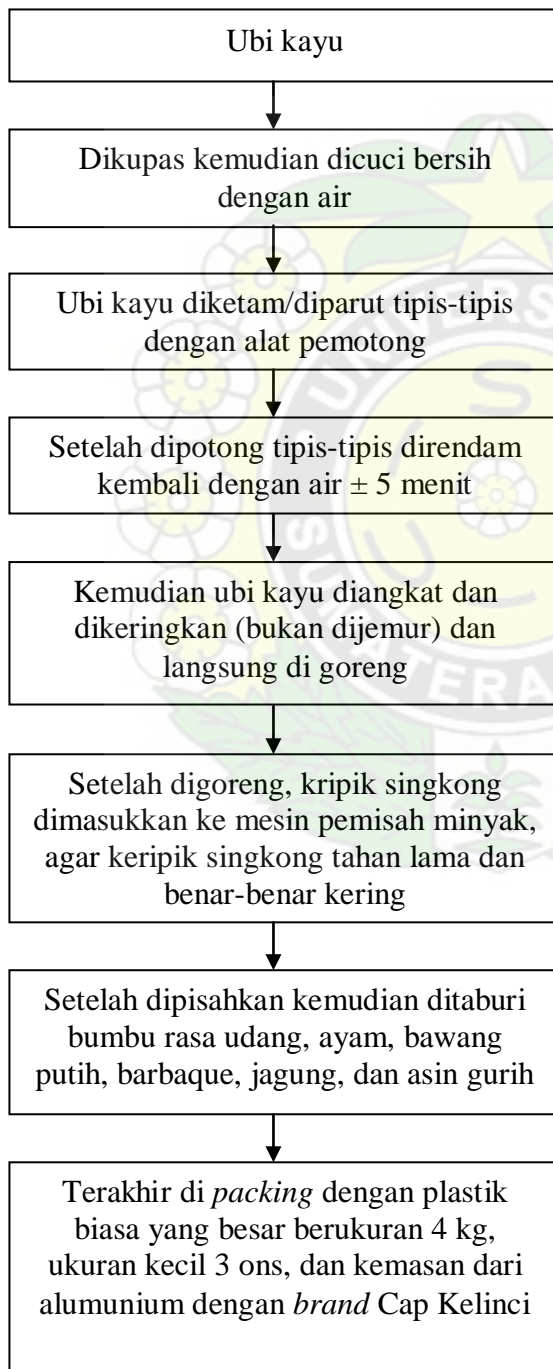 Ubi kayu
Dikupas kemudian dicuci bersih
dengan air
Ubi kayu diketam/diparut tipis-tipis
dengan alat pemotong
Setelah dipotong tipis-tipis direndam
kembali dengan air ± 5 menit
Kemudian ubi kayu diangkat dan
dikeringkan (bukan dijemur) dan
langsung di goreng
Setelah digoreng, kripik singkong
dimasukkan ke mesin pemisah minyak,
agar keripik singkong tahan lama dan
benar-benar kering
Setelah dipisahkan kemudian ditaburi
bumbu rasa udang, ayam, bawang
putih, barbaque, jagung, dan asin gurih
Terakhir di packing dengan plastik
biasa yang besar berukuran 4 kg,
ukuran kecil 3 ons, dan kemasan dari
alumunium dengan brand Cap Kelinci